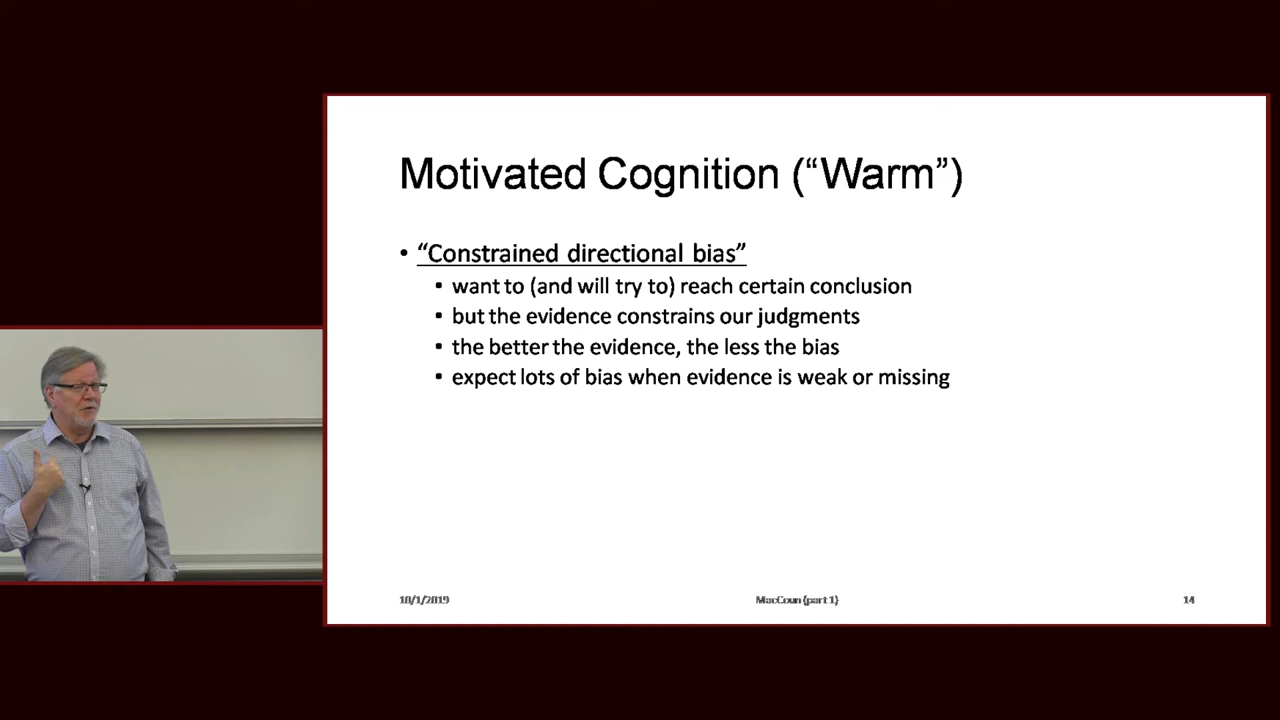 Motivated Cognition (“Warm”)
• “Constrained directional bias”
▪ want to (and will try to) reach certain conclusion
▪ but the evidence constrains our judgments
▪ the better the evidence, the less the bias
▪ expect lots of bias when evidence is weak or missing
10/1/2019 MacCoun (part 1) 14